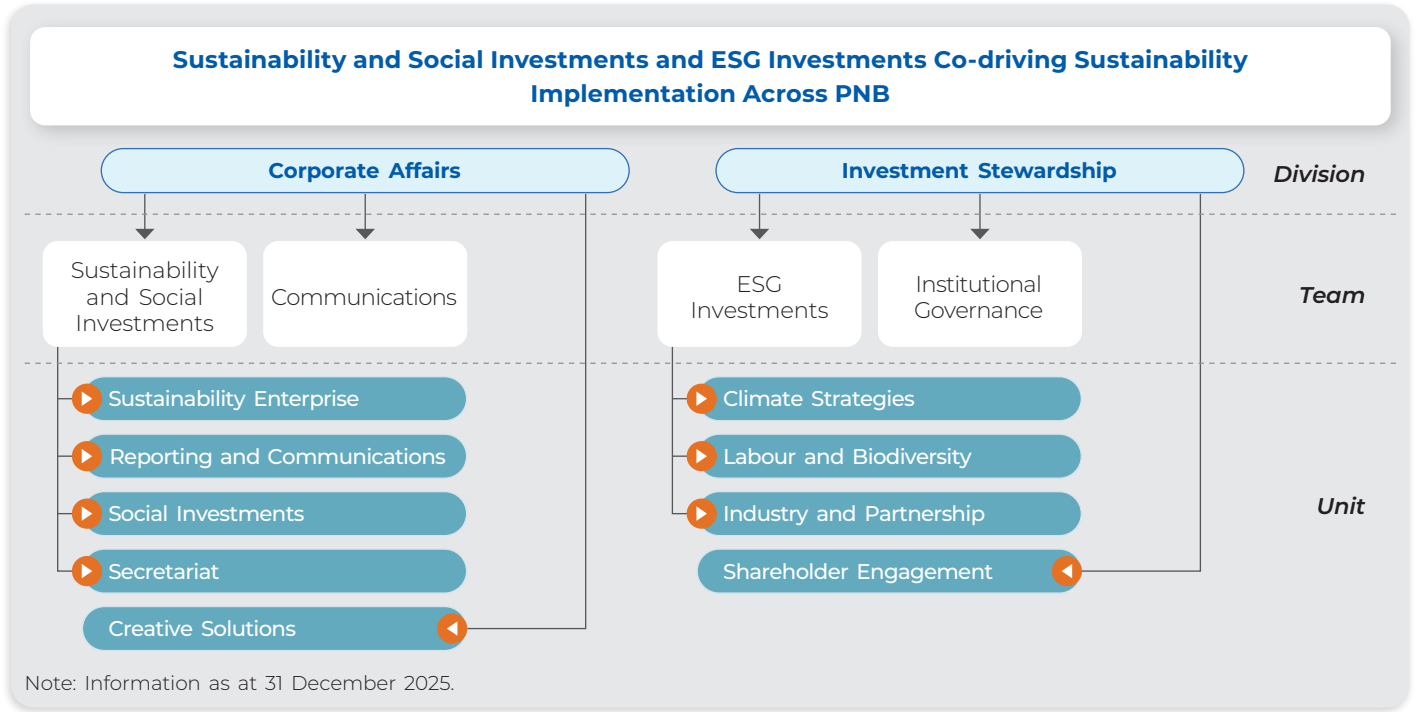 Sustainability and Social Investments and ESG Investments Co-driving Sustainability
Implementation Across PNB
Corporate Affairs
Investment Stewardship
Division
Sustainability
and Social
Investments
Communications
ESG
Investments
Institutional
Governance
Team
Sustainability Enterprise
Reporting and Communications
Social Investments
Secretariat
Creative Solutions
Climate Strategies
Labour and Biodiversity
Industry and Partnership
Shareholder Engagement
Unit
Note: Information as at 31 December 2025.